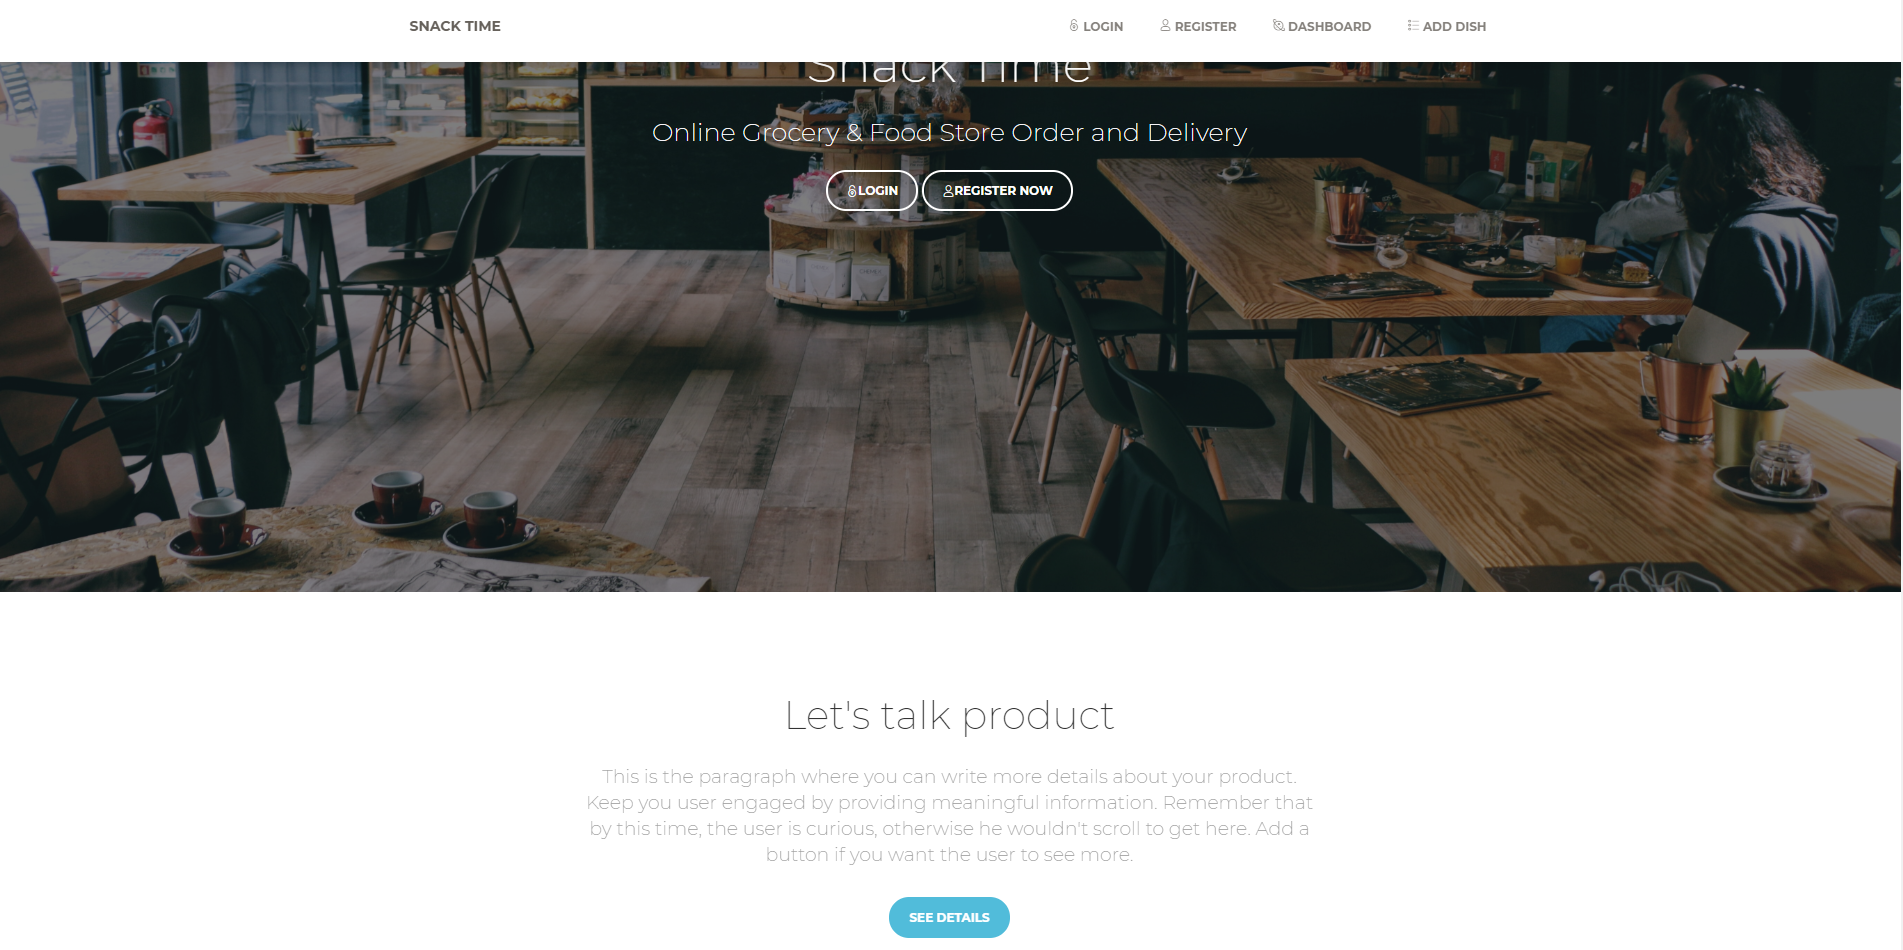 SNACK TIME
LOGIN
REGISTER
DASHBOARD
ADD DISH
Snack Time
Online Grocery & Food Store Order and Delivery
LOGIN
REGISTER NOW
Let's talk product
This is the paragraph where you can write more details about your product.
Keep you user engaged by providing meaningful information. Remember that
by this time, the user is curious, otherwise he wouldn't scroll to get here. Add a
button if you want the user to see more.
SEE DETAILS